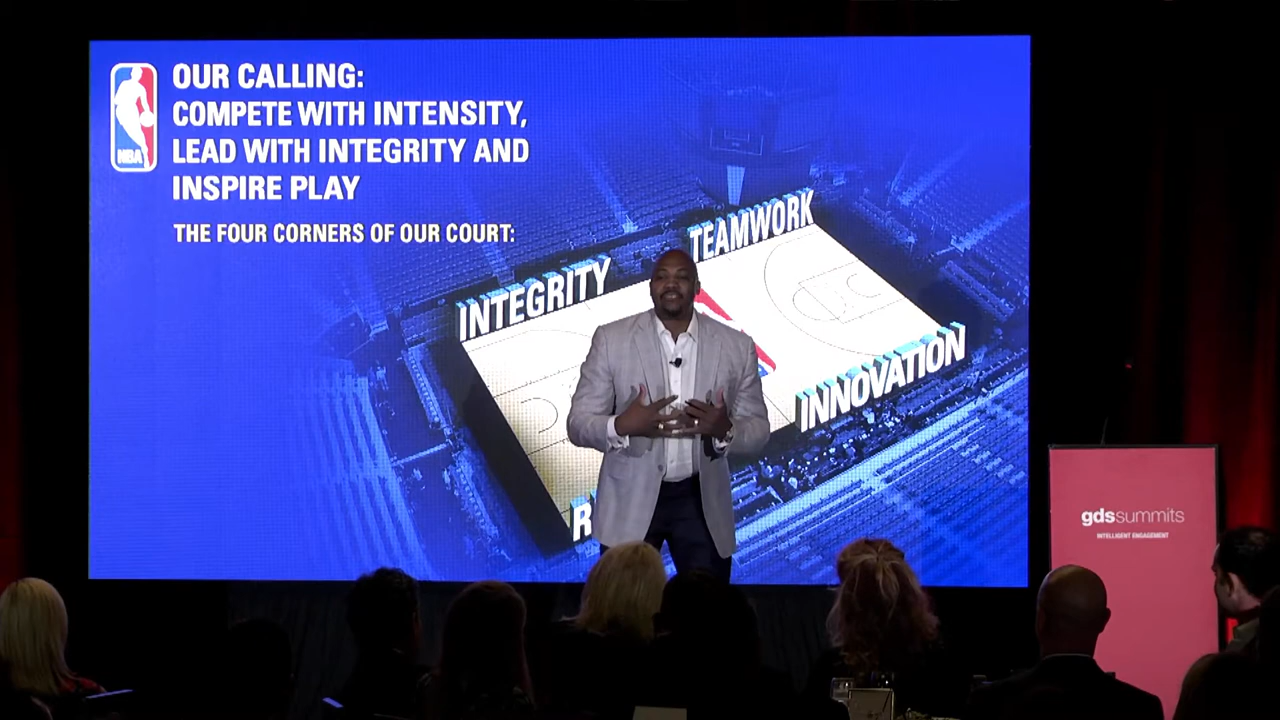 OUR CALLING:
COMPETE WITH INTENSITY,
LEAD WITH INTEGRITY AND
INSPIRE PLAY
NBA
THE FOUR CORNERS OF OUR COURT:
TEAMWORK
INTEGRITY
INNOVATION
gdssummits
INTELLIGENT ENGAGEMENT